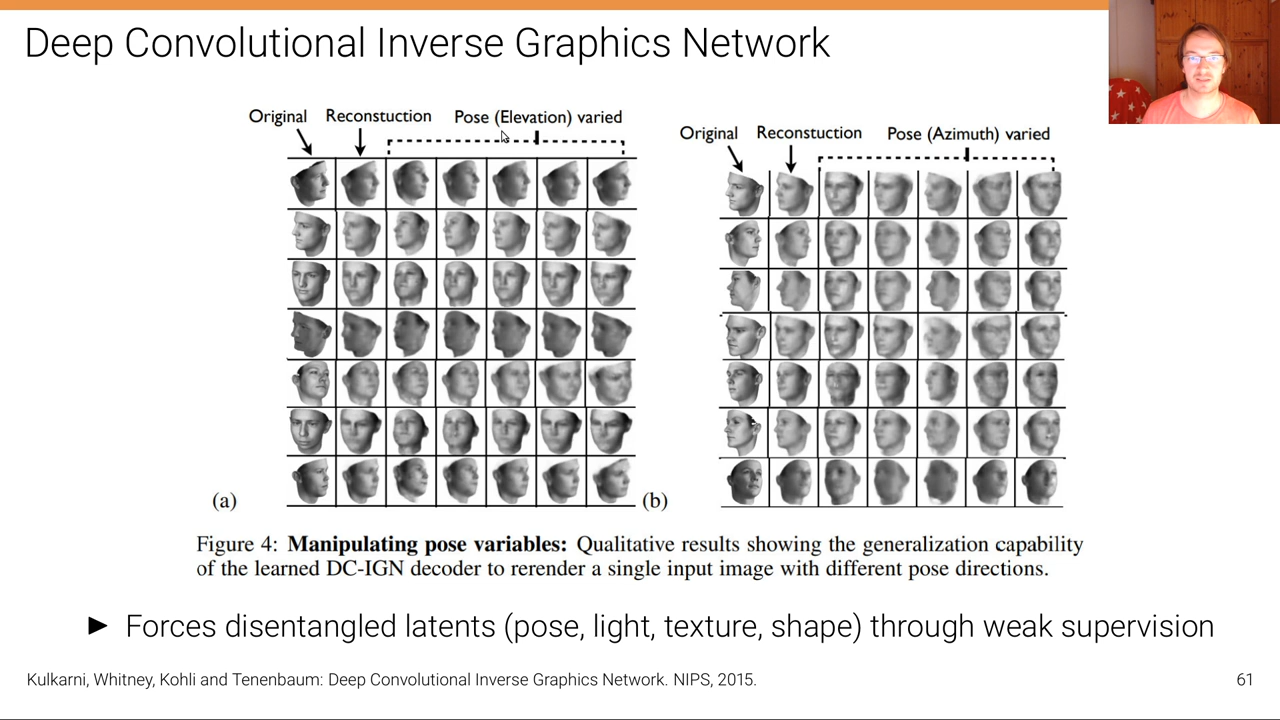 Deep Convolutional Inverse Graphics Network
Original Reconstuction Pose (Elevation) varied
Original Reconstuction Pose (Azimuth) varied
(a)
(b)
Figure 4: Manipulating pose variables: Qualitative results showing the generalization capability
of the learned DC-IGN decoder to rerender a single input image with different pose directions.
► Forces disentangled latents (pose, light, texture, shape) through weak supervision
Kulkarni, Whitney, Kohli and Tenenbaum: Deep Convolutional Inverse Graphics Network. NIPS, 2015.
61